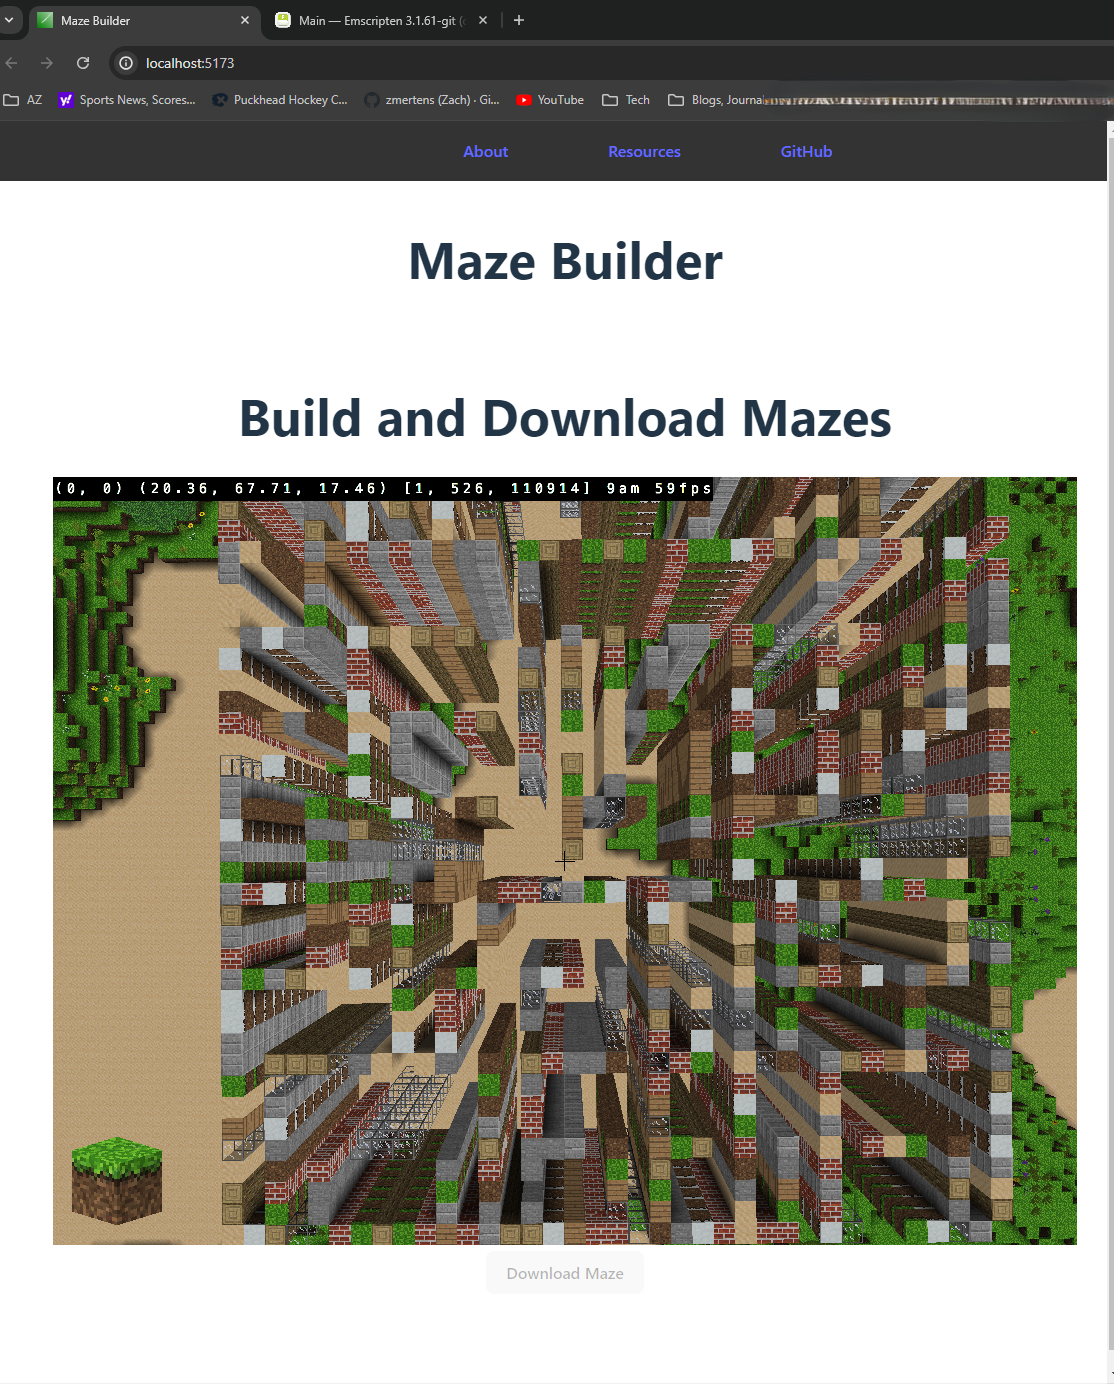 Maze Builder
Main — Emscripten 3.1.61-git (
localhost:5173
AZ
Sports News, Scores...
Puckhead Hockey C...
zmertens (Zach) · Gi...
YouTube
Tech
Blogs, Journal
About
Resources
GitHub
Maze Builder
Build and Download Mazes
(0, 0) (20.36, 67.71, 17.46) [1, 526, 110914] 9am 59fps
Download Maze